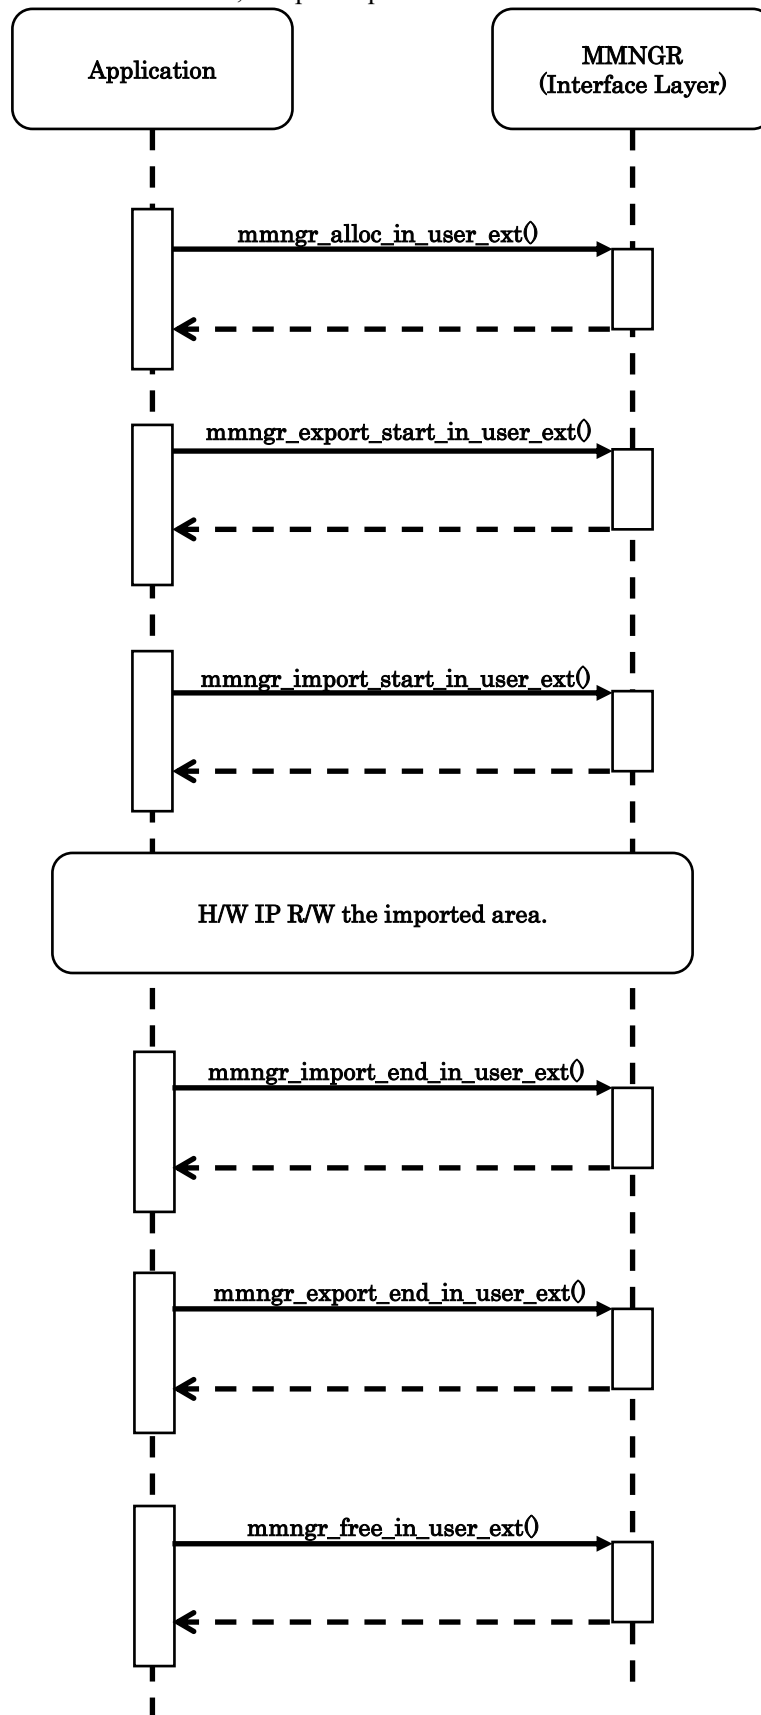 Application
MMNGR
(Interface Layer)
mmngr_alloc_in_user_ext()
mmngr_export_start_in_user_ext()
mmngr_import_start_in_user_ext()
H/W IP R/W the imported area.
mmngr_import_end_in_user_ext()
mmngr_export_end_in_user_ext()
mmngr_free_in_user_ext()